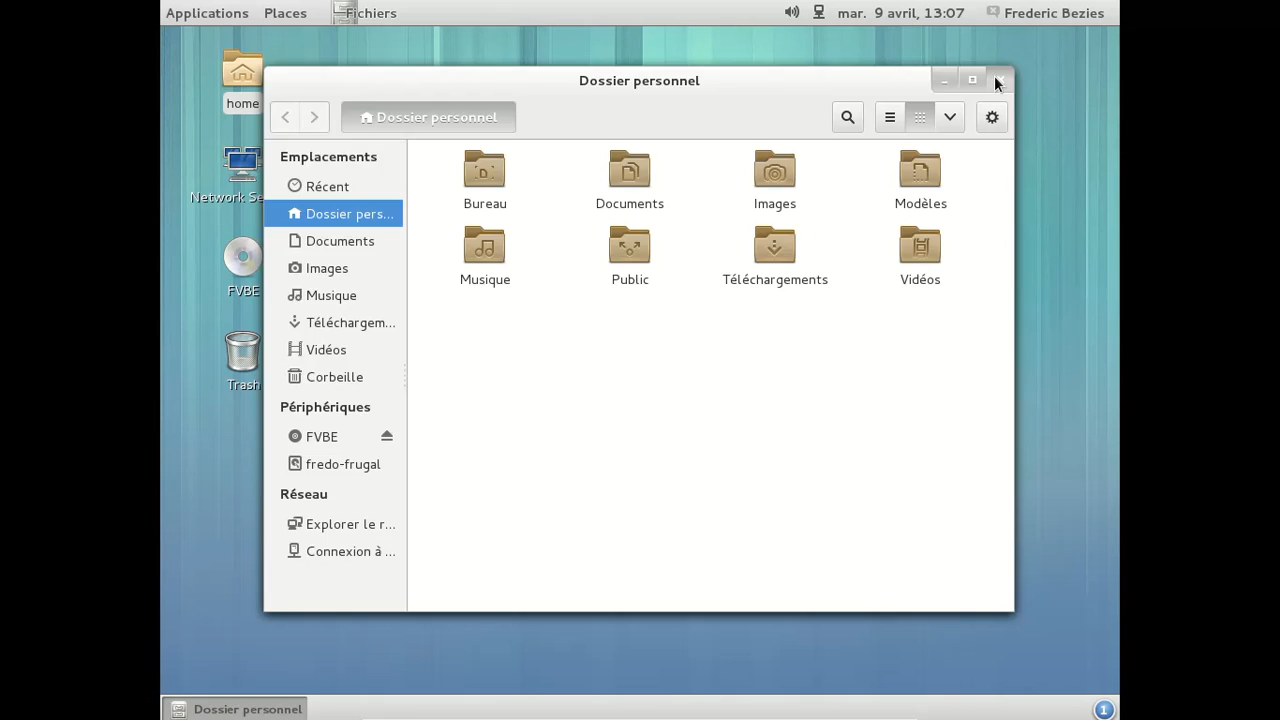 Applications Places Fichiers mar. 9 avril, 13:07 Frederic Bezies
home
Network Se
FVBE
Trash
Dossier personnel
Dossier personnel
Emplacements
Récent
Dossier pers...
Documents
Images
Musique
Téléchargem...
Vidéos
Corbeille
Périphériques
FVBE
fredo-frugal
Réseau
Explorer le r...
Connexion à ...
Bureau Documents Images Modèles
Musique Public Téléchargements Vidéos
Dossier personnel 1